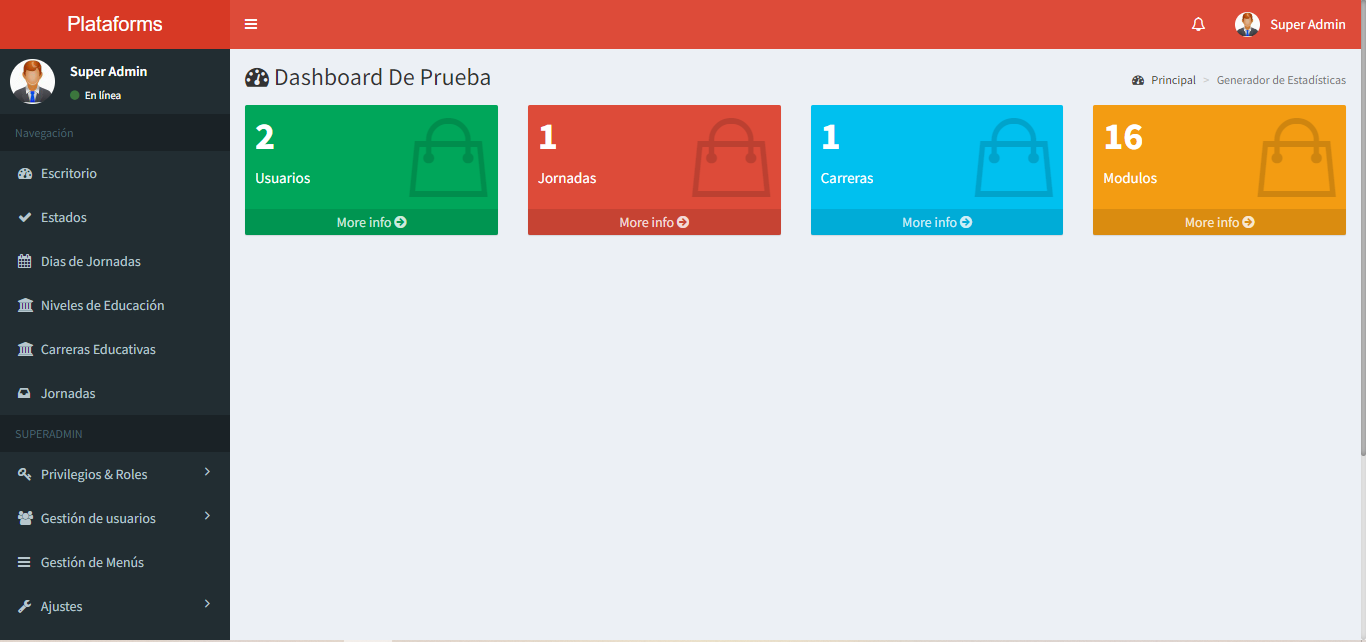 Plataforms
Super Admin
Super Admin
En línea
Navegación
Escritorio
Estados
Dias de Jornadas
Niveles de Educación
Carreras Educativas
Jornadas
SUPERADMIN
Privilegios & Roles
Gestión de usuarios
Gestión de Menús
Ajustes
Dashboard De Prueba
Principal > Generador de Estadísticas
2
Usuarios
More info
1
Jornadas
More info
1
Carreras
More info
16
Modulos
More info